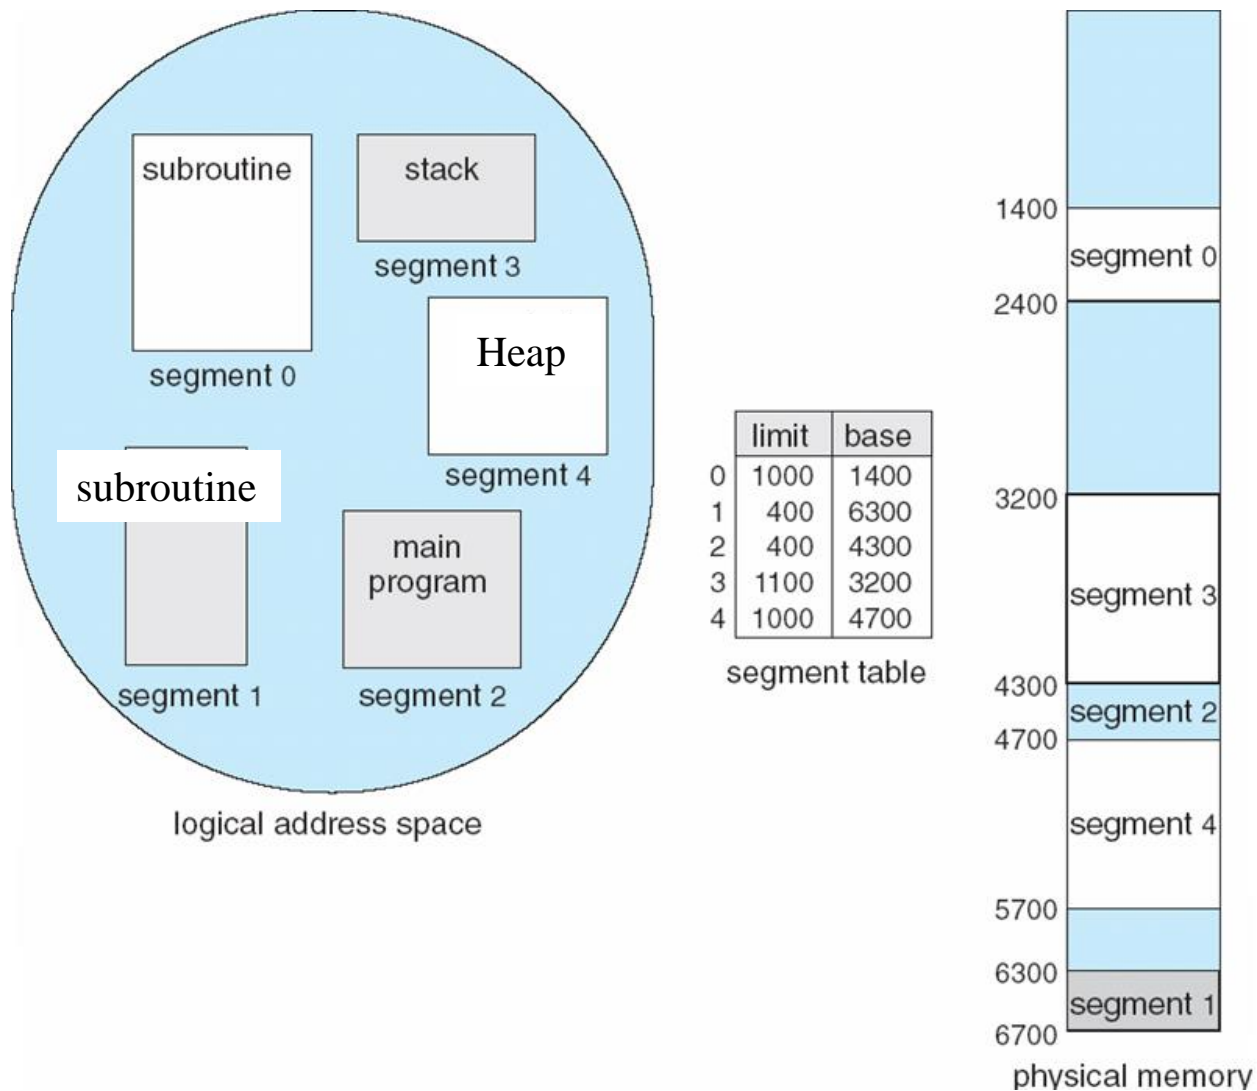 subroutine
stack
segment 3
segment 0
Heap
segment 4
subroutine
main
program
segment 1
segment 2
logical address space
limit base
0 1000 1400
1 400 6300
2 400 4300
3 1100 3200
4 1000 4700
segment table
1400
segment 0
2400
3200
segment 3
4300
segment 2
4700
segment 4
5700
6300
segment 1
6700
physical memory